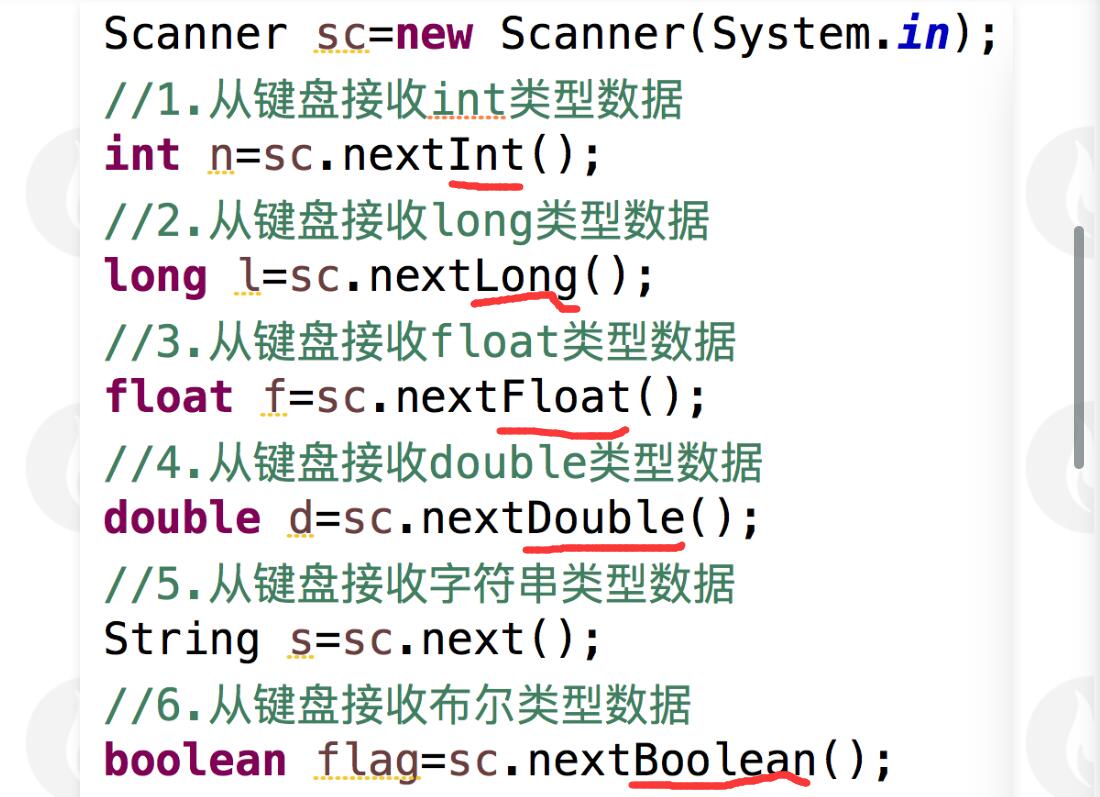 Scanner sc=new Scanner(System.in);
//1.从键盘接收int类型数据
int n=sc.nextInt();
//2.从键盘接收long类型数据
long l=sc.nextLong();
//3.从键盘接收float类型数据
float f=sc.nextFloat();
//4.从键盘接收double类型数据
double d=sc.nextDouble();
//5.从键盘接收字符串类型数据
String s=sc.next();
//6.从键盘接收布尔类型数据
boolean flag=sc.nextBoolean();